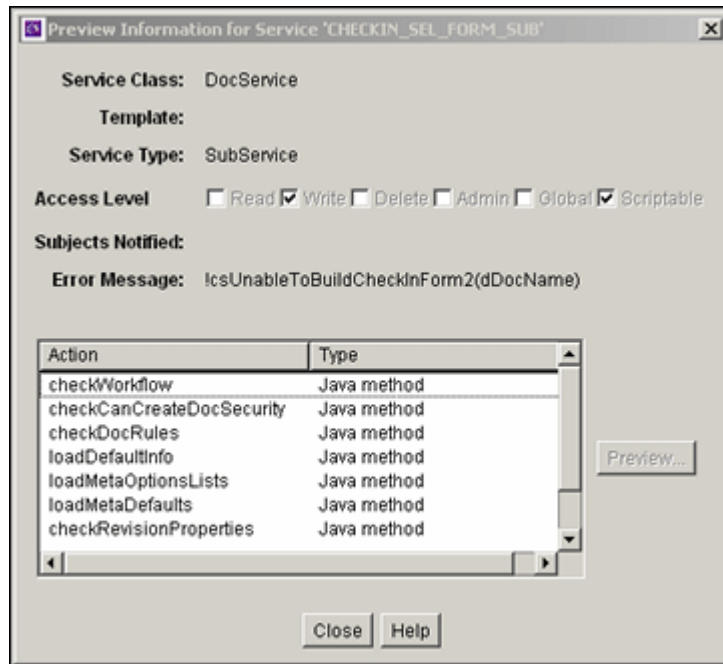 Preview Information for Service 'CHECKIN_SEL_FORM_SUB'
Service Class: DocService
Template:
Service Type: SubService
Access Level Read Write Delete Admin Global Scriptable
Subjects Notified:
Error Message: !csUnableToBuildCheckInForm2(dDocName)
Action Type
checkWorkflow Java method
checkCanCreateDocSecurity Java method
checkDocRules Java method
loadDefaultInfo Java method
Preview...
loadMetaOptionsLists Java method
loadMetaDefaults Java method
checkRevisionProperties Java method
Close Help